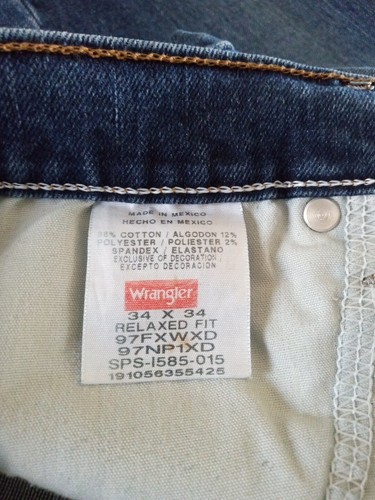 MADE IN MEXICO
HECHO EN MEXICO
86% COTTON / ALGODON 12%
POLYESTER / POLIESTER 2%
SPANDEX / ELASTANO
EXCLUSIVE OF DECORATION
EXCEPTO DECORACION
Wrangler
34 X 34
RELAXED FIT
97FXWXD
97NP1XD
SPS-I585-015
191056355425